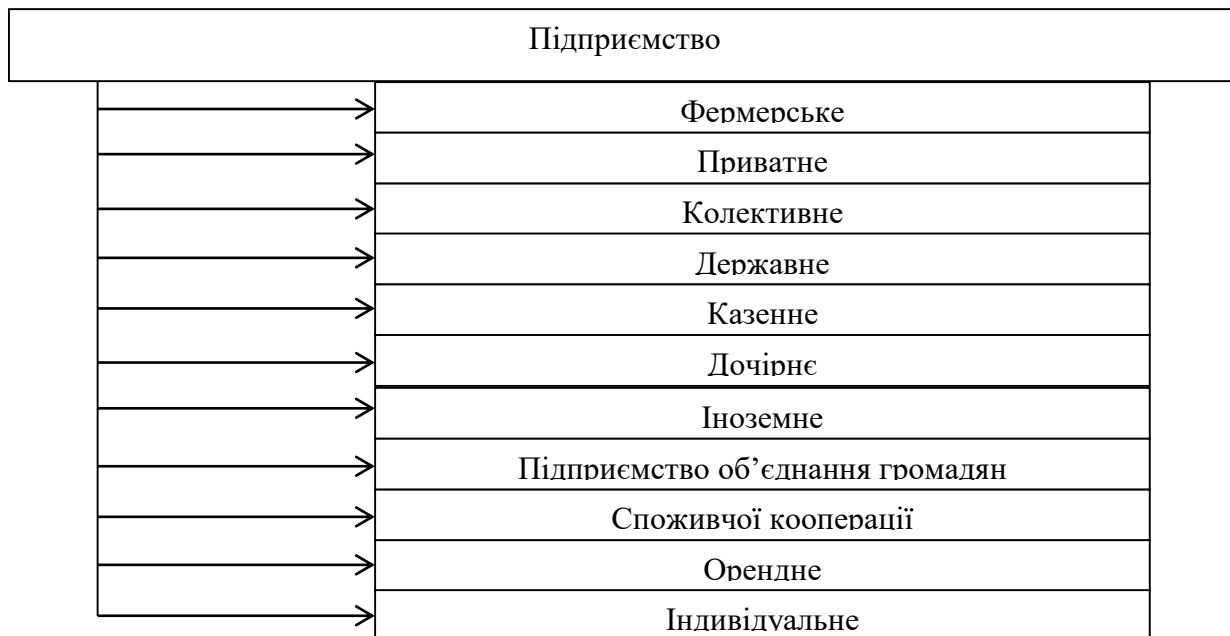 Підприємство
Фермерське
Приватне
Колективне
Державне
Казенне
Дочірнє
Іноземне
Підприємство об’єднання громадян
Споживчої кооперації
Орендне
Індивідуальне